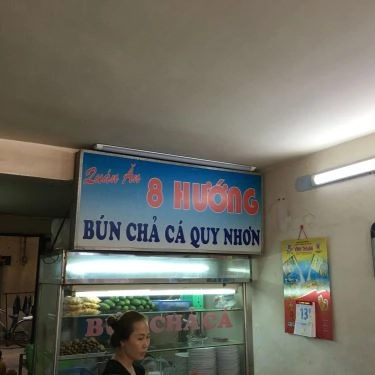 Quán Ăn
8 HƯỚNG
BÚN CHẢ CÁ QUY NHƠN
BÚN CHẢ CÁ
13